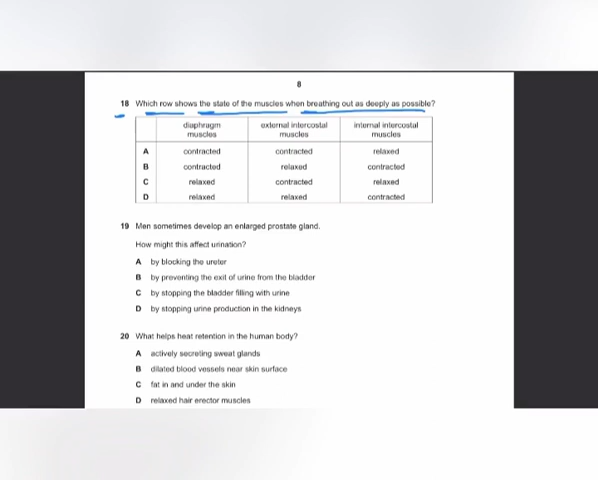 8
18 Which row shows the state of the muscles when breathing out as deeply as possible?
diaphragm muscles external intercostal muscles internal intercostal muscles
A contracted contracted relaxed
B contracted relaxed contracted
C relaxed contracted relaxed
D relaxed relaxed contracted
19 Men sometimes develop an enlarged prostate gland.
How might this affect urination?
A by blocking the ureter
B by preventing the exit of urine from the bladder
C by stopping the bladder filling with urine
D by stopping urine production in the kidneys
20 What helps heat retention in the human body?
A actively secreting sweat glands
B dilated blood vessels near skin surface
C fat in and under the skin
D relaxed hair erector muscles